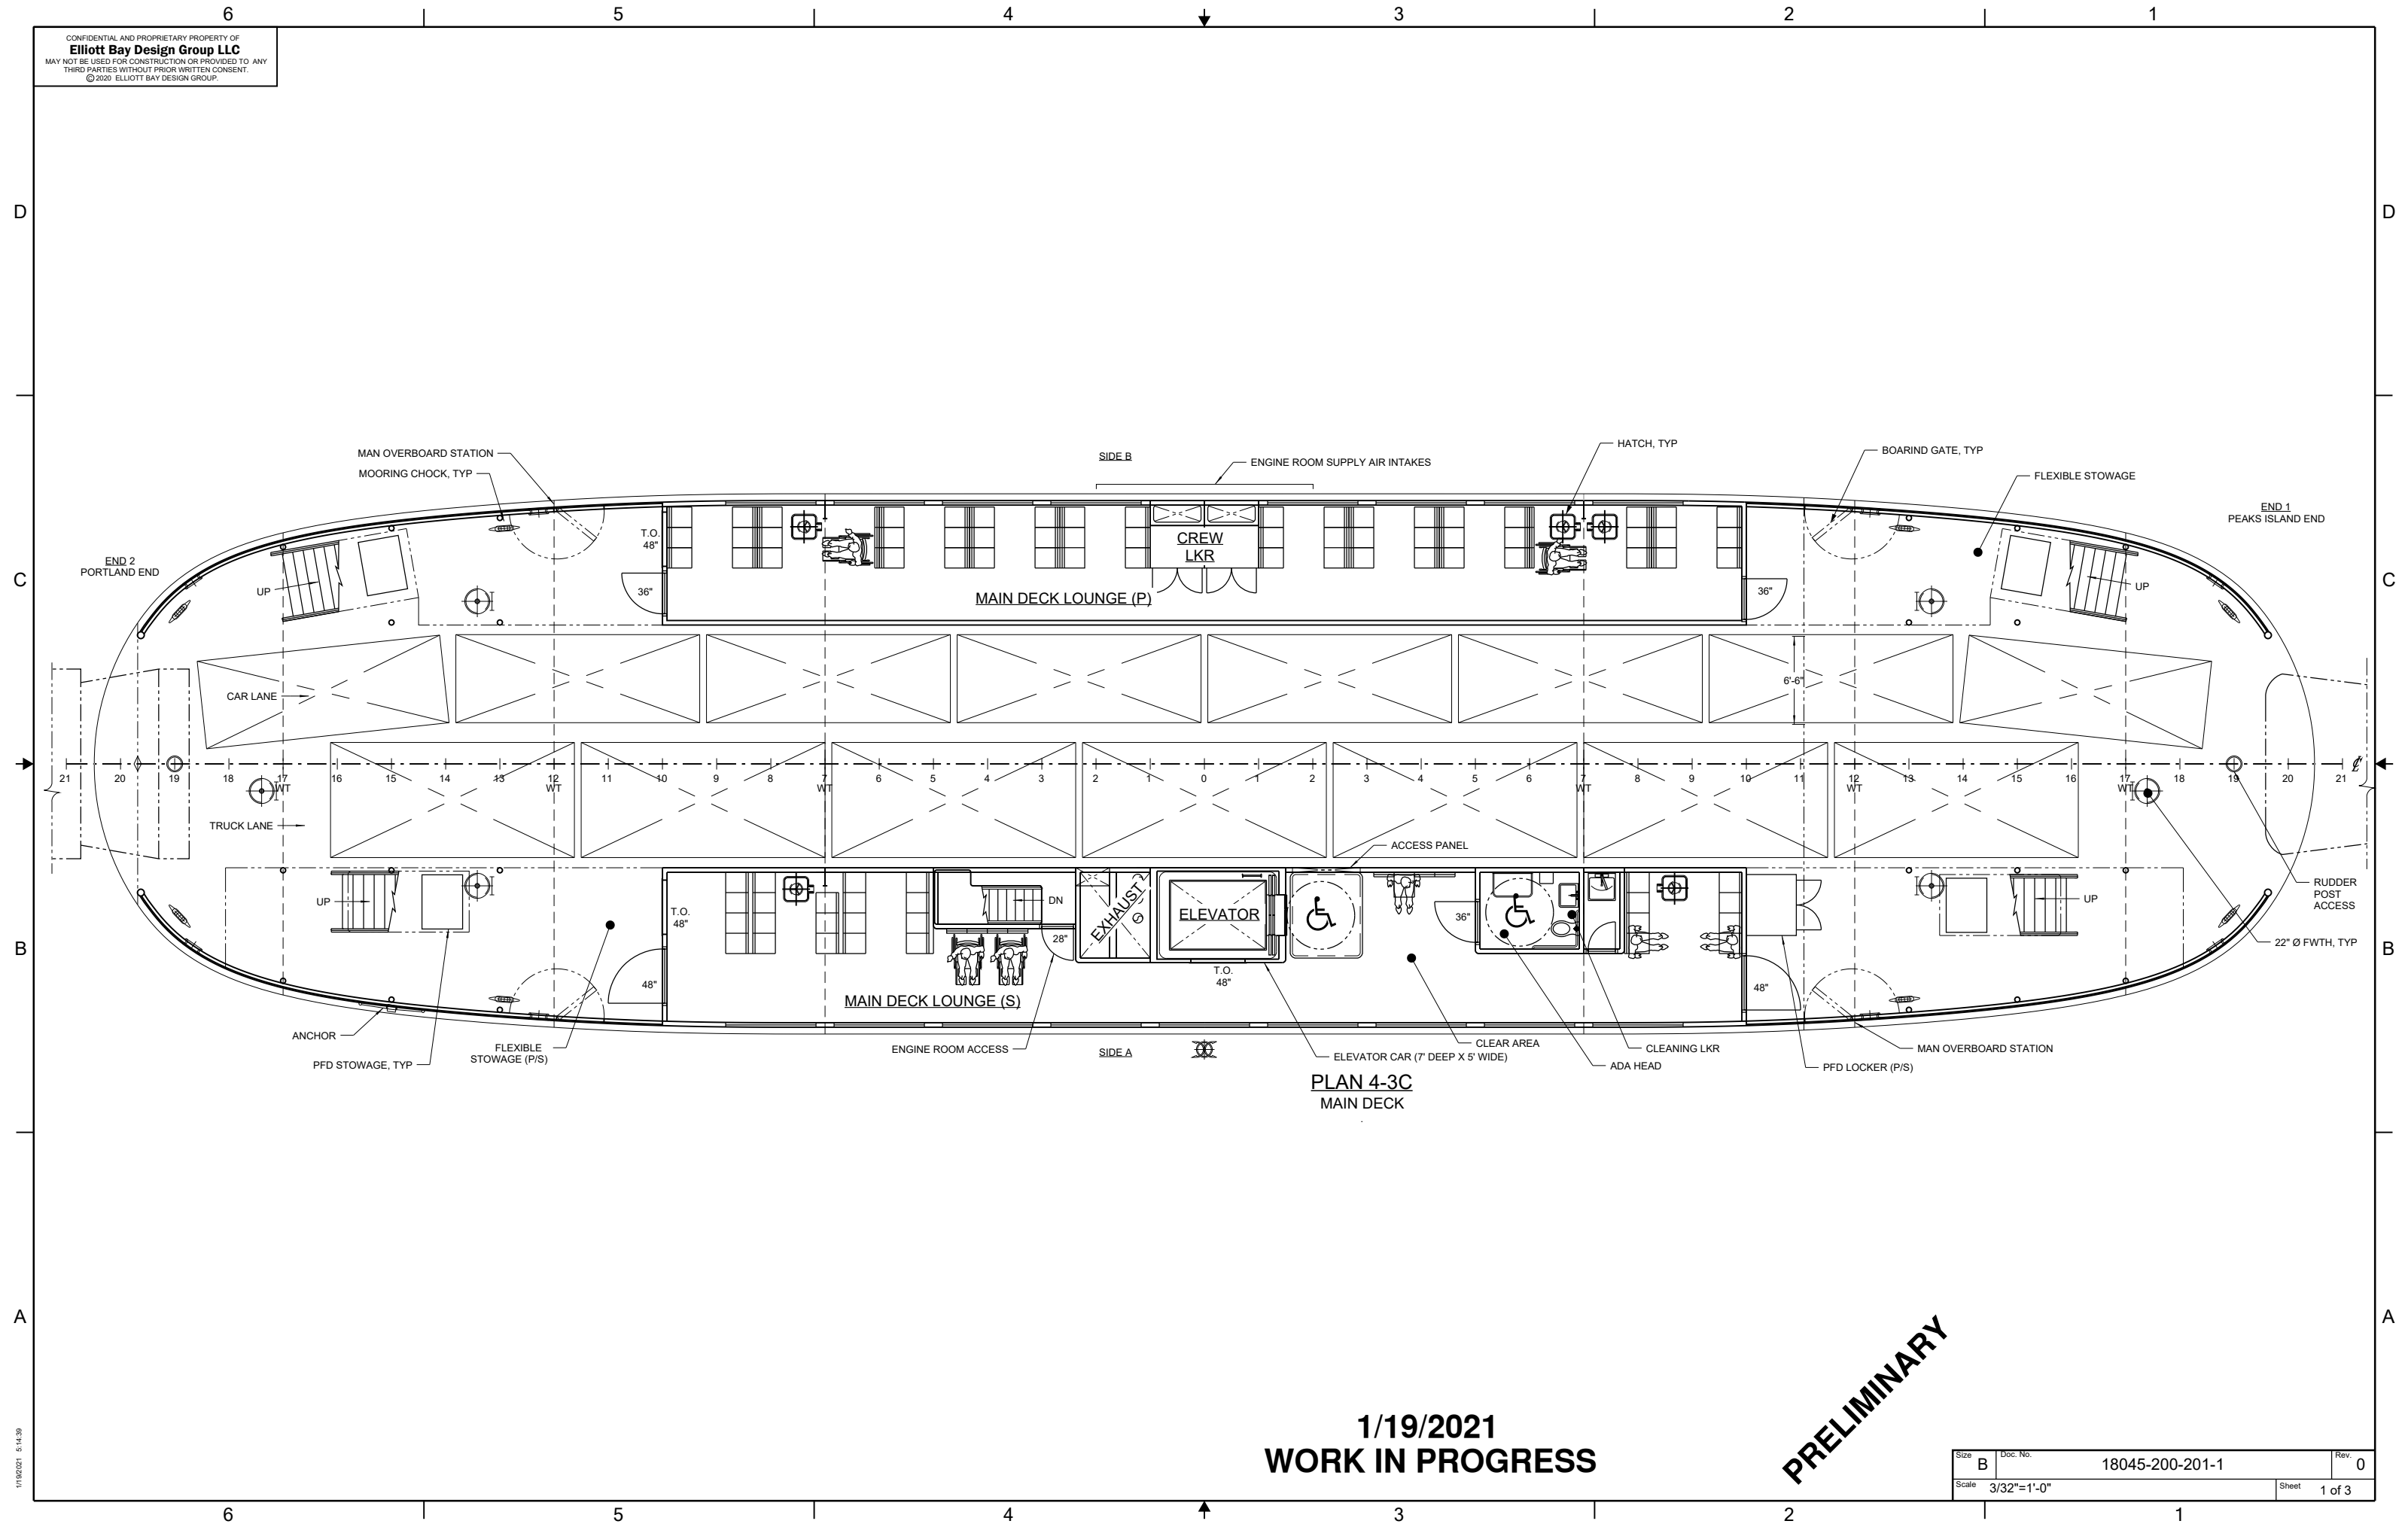 6 5 4 3 2 1
CONFIDENTIAL AND PROPRIETARY PROPERTY OF
Elliott Bay Design Group LLC
MAY NOT BE USED FOR CONSTRUCTION OR PROVIDED TO ANY
THIRD PARTIES WITHOUT PRIOR WRITTEN CONSENT.
© 2020 ELLIOTT BAY DESIGN GROUP.
D D
MAN OVERBOARD STATION
MOORING CHOCK, TYP
SIDE B
ENGINE ROOM SUPPLY AIR INTAKES
HATCH, TYP
BOARIND GATE, TYP
FLEXIBLE STOWAGE
END 1
PEAKS ISLAND END
END 2
PORTLAND END
C C
T.O.
48"
CREW
LKR
UP
36"
MAIN DECK LOUNGE (P)
36"
UP
CAR LANE
6'-6"
21 20 19 18 17 16 15 14 13 12 11 10 9 8 7 6 5 4 3 2 1 0 1 2 3 4 5 6 7 8 9 10 11 12 13 14 15 16 17 18 19 20 21
WT WT WT WT WT WT
TRUCK LANE
ACCESS PANEL
RUDDER
POST
ACCESS
UP
T.O.
48"
DN
EXHAUST
ELEVATOR
36"
UP
28"
22" Ø FWTH, TYP
B B
T.O.
48"
48"
MAIN DECK LOUNGE (S)
48"
ANCHOR
PFD STOWAGE, TYP
FLEXIBLE
STOWAGE (P/S)
ENGINE ROOM ACCESS
SIDE A
ELEVATOR CAR (7' DEEP X 5' WIDE)
CLEAR AREA
ADA HEAD
CLEANING LKR
PFD LOCKER (P/S)
MAN OVERBOARD STATION
PLAN 4-3C
MAIN DECK
A A
1/19/2021
WORK IN PROGRESS
PRELIMINARY
1/19/2021 5:14:39
Size B Doc. No. 18045-200-201-1 Rev. 0
Scale 3/32"=1'-0" Sheet 1 of 3
6 5 4 3 2 1